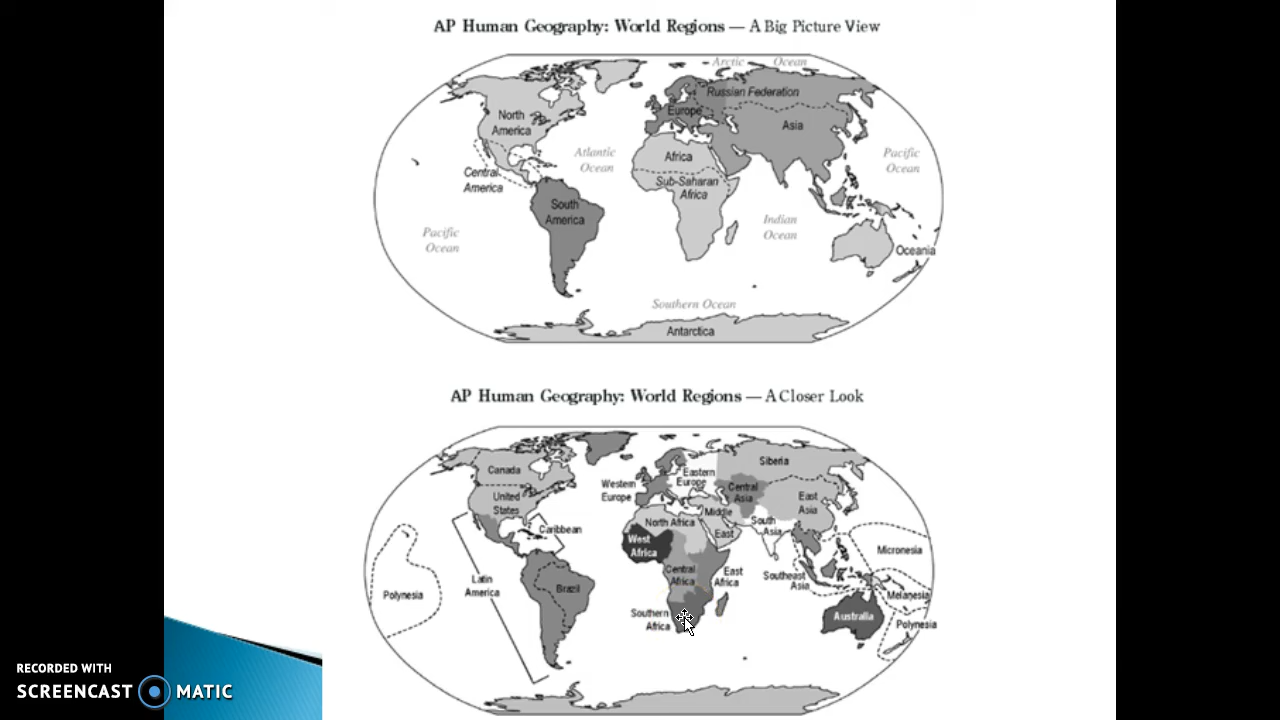 AP Human Geography: World Regions — A Big Picture View
Arctic Ocean
Russian Federation
Europe
North
America
Asia
Atlantic
Ocean
Africa
Pacific
Ocean
Central
America
Sub-Saharan
Africa
South
America
Indian
Ocean
Pacific
Ocean
Oceania
Southern Ocean
Antarctica
AP Human Geography: World Regions — A Closer Look
Canada
Siberia
Eastern
Europe
Western
Europe
Central
Asia
United
States
East
Asia
Middle
East
North Africa
South
Asia
Caribbean
West
Africa
Micronesia
Latin
America
Brazil
Central
Africa
East
Africa
Southeast
Asia
Polynesia
Melanesia
Southern
Africa
Australia
Polynesia
RECORDED WITH
SCREENCAST MATIC